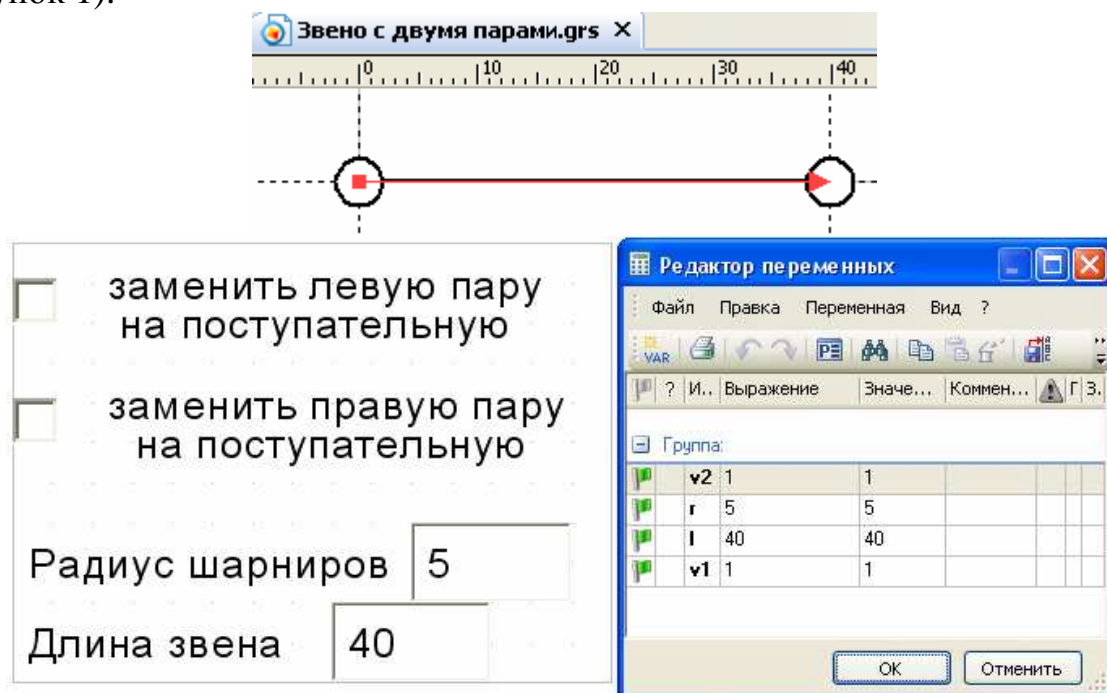 унок 1).
Звено с двумя парами.grs
0 10 20 30 40
заменить левую пару
на поступательную
заменить правую пару
на поступательную
Радиус шарниров 5
Длина звена 40
Редактор переменных
Файл Правка Переменная Вид ?
VAR
? И.. Выражение Значе... Коммен... Г З.
Группа:
v2 1 1
r 5 5
l 40 40
v1 1 1
OK Отменить